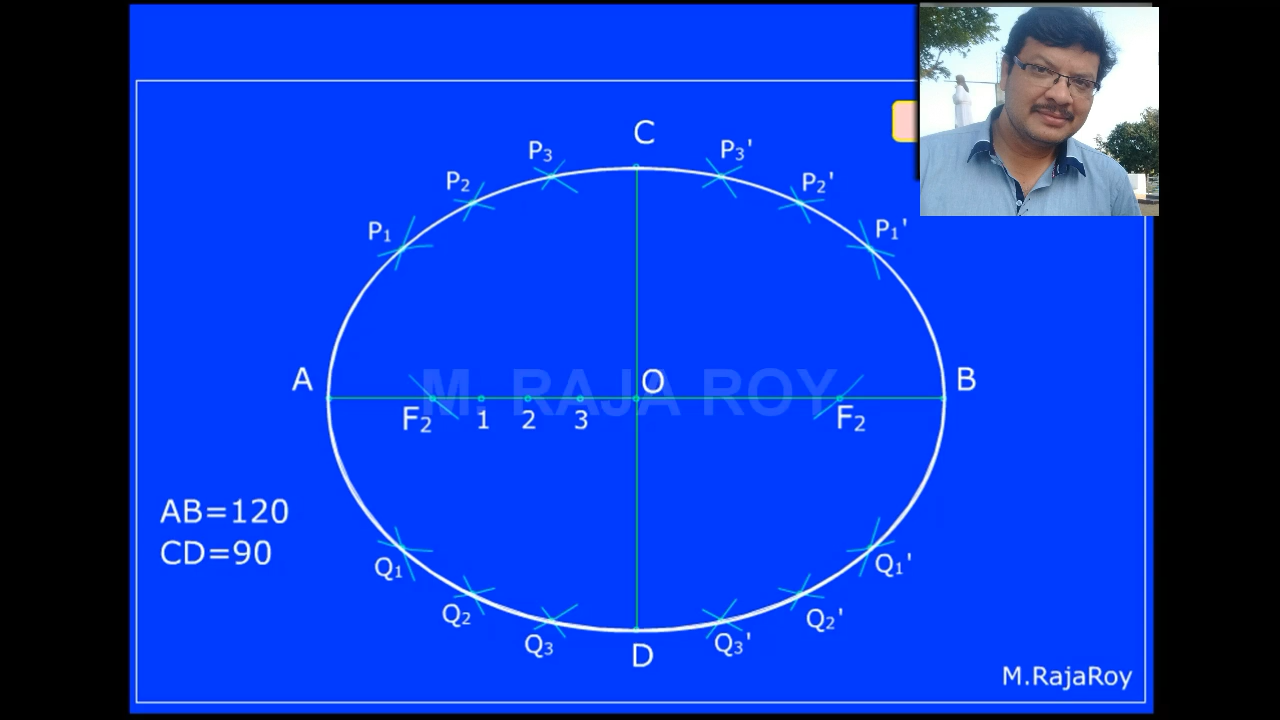 C
P3
P3'
P2
P2'
P1
P1'
A
M. RAJA ROY
O
B
F2
1
2
3
F2
AB=120
CD=90
Q1
Q1'
Q2
Q2'
Q3
Q3'
D
M.RajaRoy